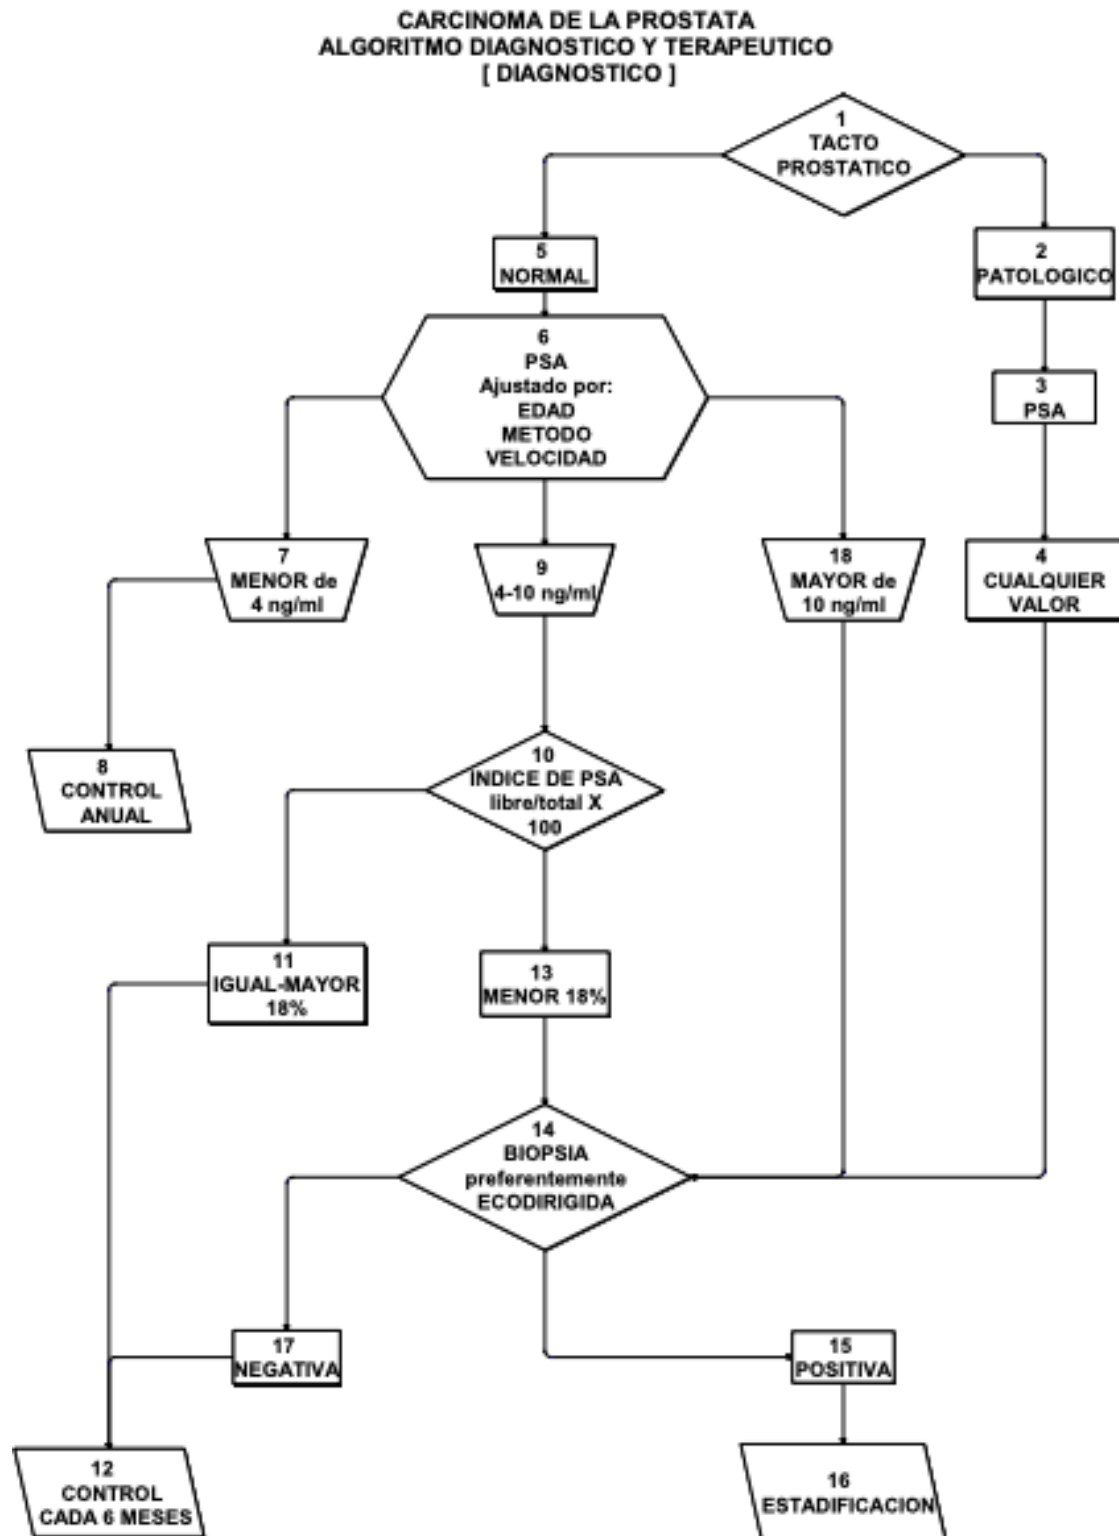 CARCINOMA DE LA PROSTATA
ALGORITMO DIAGNOSTICO Y TERAPEUTICO
[ DIAGNOSTICO ]
1
TACTO
PROSTATICO
5
NORMAL
2
PATOLOGICO
6
PSA
Ajustado por:
EDAD
METODO
VELOCIDAD
3
PSA
7
MENOR de
4 ng/ml
9
4-10 ng/ml
18
MAYOR de
10 ng/ml
4
CUALQUIER
VALOR
8
CONTROL
ANUAL
10
INDICE DE PSA
libre/total X
100
11
IGUAL-MAYOR
18%
13
MENOR 18%
14
BIOPSIA
preferentemente
ECODIRIGIDA
17
NEGATIVA
15
POSITIVA
12
CONTROL
CADA 6 MESES
16
ESTADIFICACION